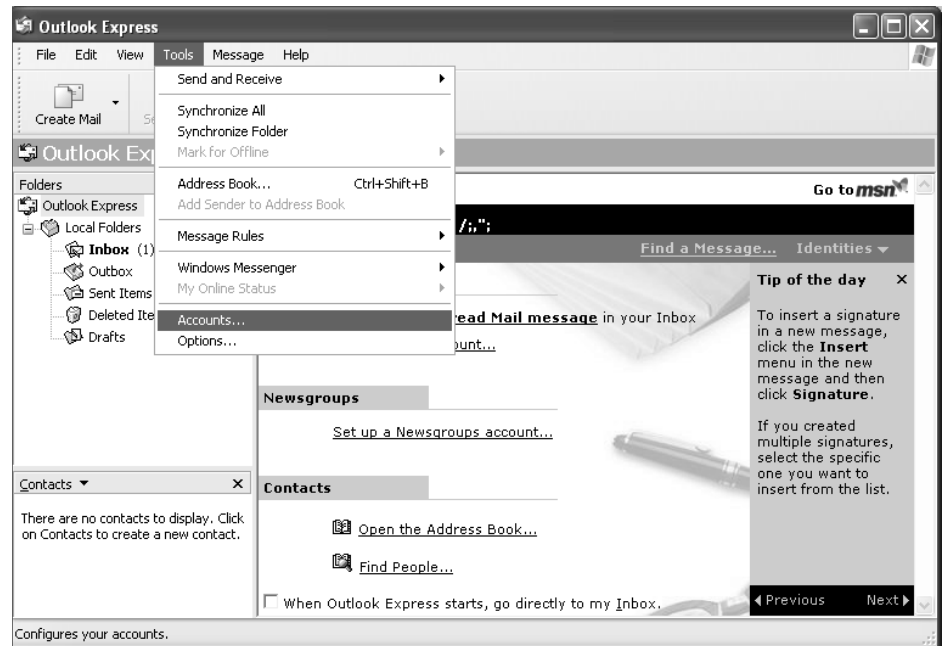 Outlook Express
File Edit View Tools Message Help
Create Mail
Send and Receive
Synchronize All
Synchronize Folder
Mark for Offline
Address Book... Ctrl+Shift+B
Add Sender to Address Book
Message Rules
Windows Messenger
My Online Status
Accounts...
Options...
Outlook Exp
Go to msn
Folders
Outlook Express
Local Folders
Inbox (1)
Outbox
Sent Items
Deleted Ite
Drafts
/;,";
Find a Message... Identities
ead Mail message in your Inbox
ount...
Newsgroups
Set up a Newsgroups account...
Contacts
Open the Address Book...
Find People...
When Outlook Express starts, go directly to my Inbox.
Tip of the day X
To insert a signature
in a new message,
click the Insert
menu in the new
message and then
click Signature.
If you created
multiple signatures,
select the specific
one you want to
insert from the list.
Previous Next
Contacts X
There are no contacts to display. Click
on Contacts to create a new contact.
Configures your accounts.